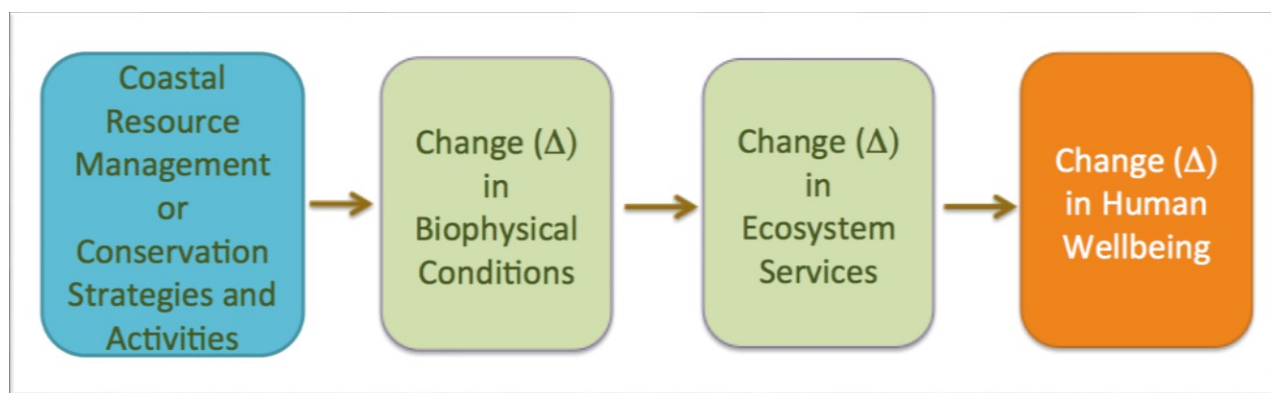 Coastal
Resource
Management
or
Conservation
Strategies and
Activities
Change (Δ)
in
Biophysical
Conditions
Change (Δ)
in
Ecosystem
Services
Change (Δ)
in Human
Wellbeing